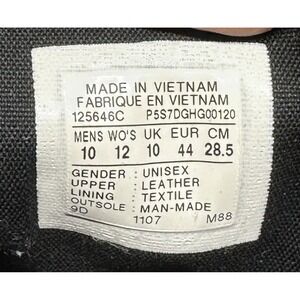 MADE IN VIETNAM
FABRIQUE EN VIETNAM
125646C P5S7DGHG00120
MENS WO'S UK EUR CM
10 12 10 44 28.5
GENDER : UNISEX
UPPER : LEATHER
LINING : TEXTILE
OUTSOLE : MAN-MADE
9D 1107 M88